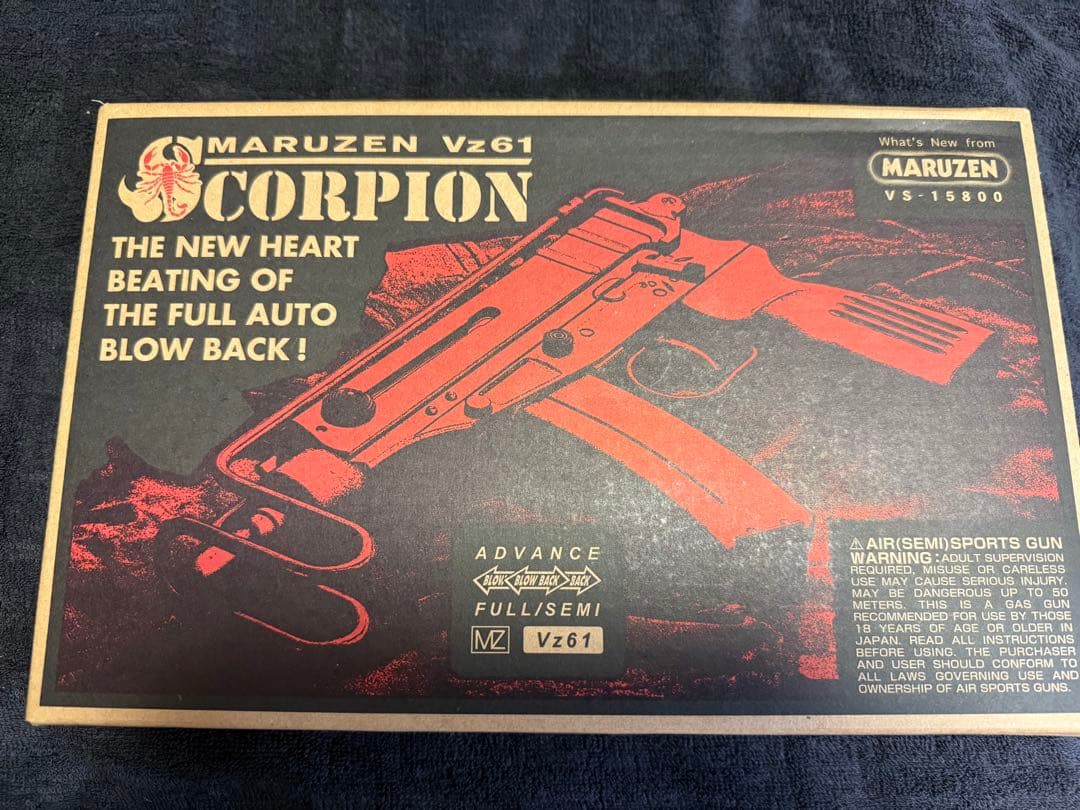 MARUZEN Vz61
SCORPION
THE NEW HEART
BEATING OF
THE FULL AUTO
BLOW BACK !
What's New from
MARUZEN
VS-15800
ADVANCE
BLOW BLOW BACK BACK
FULL/SEMI
MZ Vz61
⚠ AIR(SEMI)SPORTS GUN
WARNING : ADULT SUPERVISION
REQUIRED. MISUSE OR CARELESS
USE MAY CAUSE SERIOUS INJURY.
MAY BE DANGEROUS UP TO 50
METERS. THIS IS A GAS GUN
RECOMMENDED FOR USE BY THOSE
18 YEARS OF AGE OR OLDER IN
JAPAN. READ ALL INSTRUCTIONS
BEFORE USING. THE PURCHASER
AND USER SHOULD CONFORM TO
ALL LAWS GOVERNING USE AND
OWNERSHIP OF AIR SPORTS GUNS.